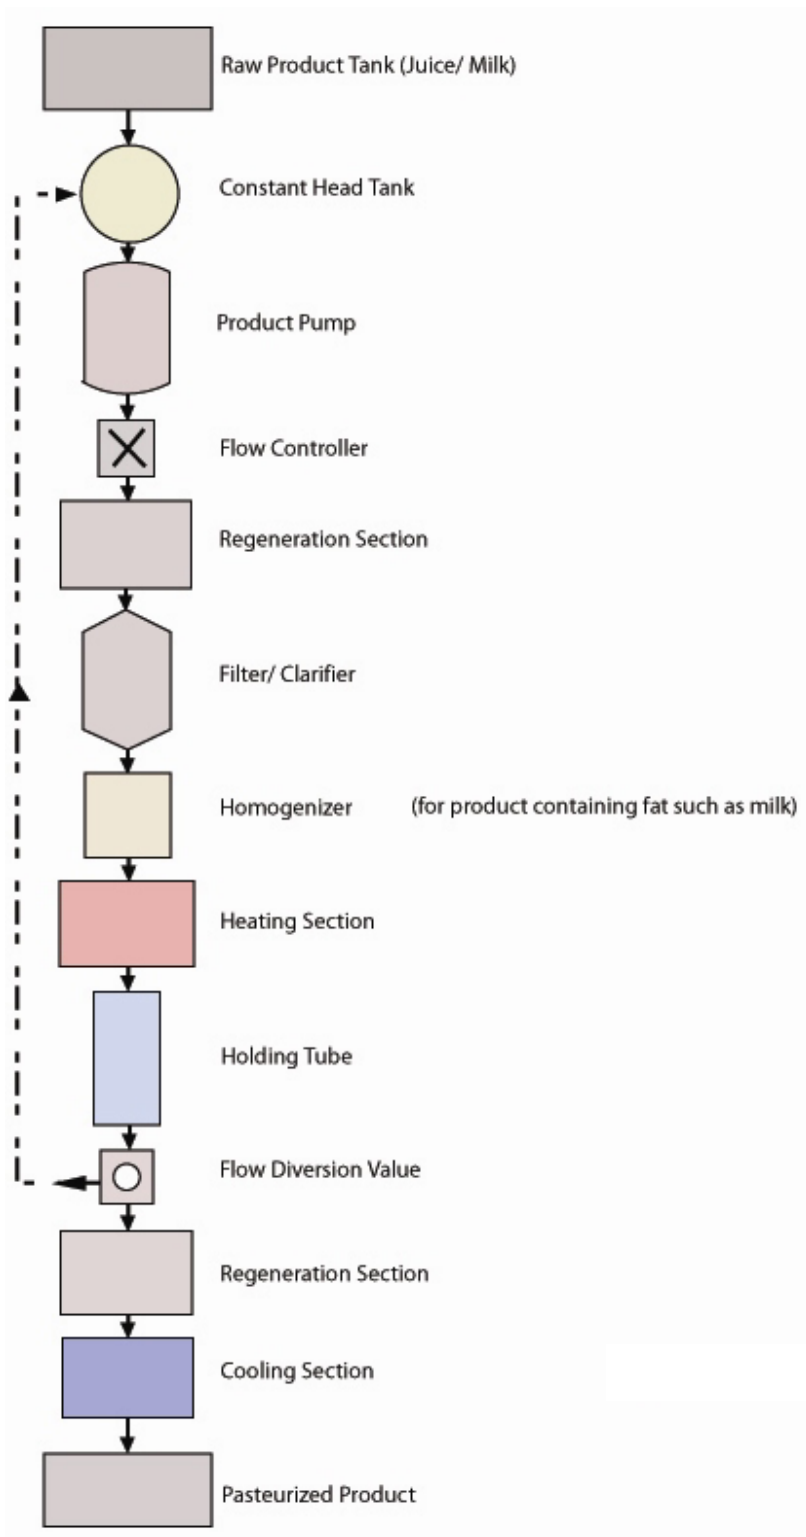 Raw Product Tank (Juice/ Milk)
Constant Head Tank
Product Pump
Flow Controller
Regeneration Section
Filter/ Clarifier
Homogenizer (for product containing fat such as milk)
Heating Section
Holding Tube
Flow Diversion Value
Regeneration Section
Cooling Section
Pasteurized Product